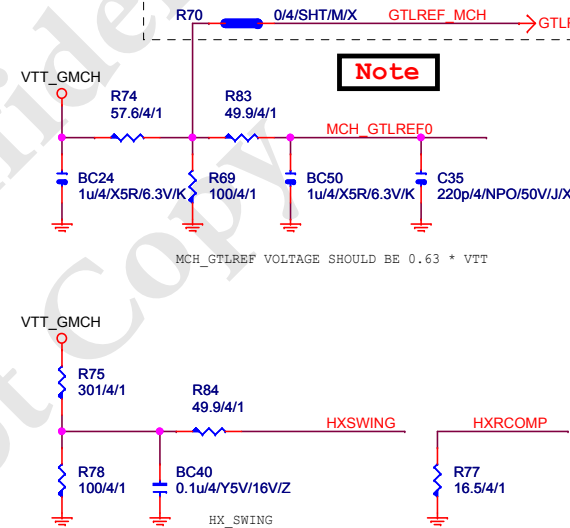 R70 0/4/SHT/M/X GTLREF_MCH
Note
VTT_GMCH
R74
57.6/4/1
R83
49.9/4/1
MCH_GTLREF0
BC24
1u/4/X5R/6.3V/K
R69
100/4/1
BC50
1u/4/X5R/6.3V/K
C35
220p/4/NPO/50V/J/X
MCH_GTLREF VOLTAGE SHOULD BE 0.63 * VTT
VTT_GMCH
R75
301/4/1
R84
49.9/4/1
HXSWING
HXRCOMP
R78
100/4/1
BC40
0.1u/4/Y5V/16V/Z
R77
16.5/4/1
HX_SWING